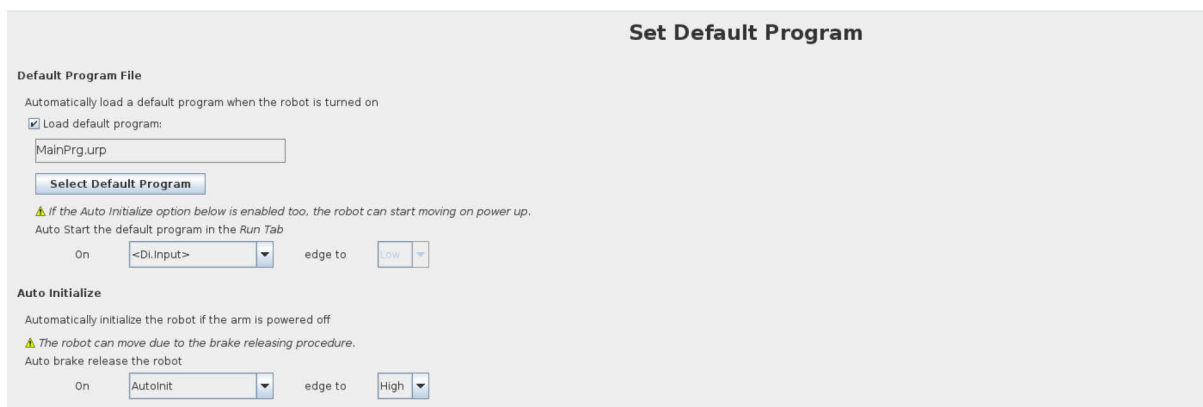 Set Default Program
Default Program File
Automatically load a default program when the robot is turned on
Load default program:
MainPrg.urp
Select Default Program
If the Auto Initialize option below is enabled too, the robot can start moving on power up.
Auto Start the default program in the Run Tab
On <Di.Input> edge to Low
Auto Initialize
Automatically initialize the robot if the arm is powered off
The robot can move due to the brake releasing procedure.
Auto brake release the robot
On AutoInit edge to High